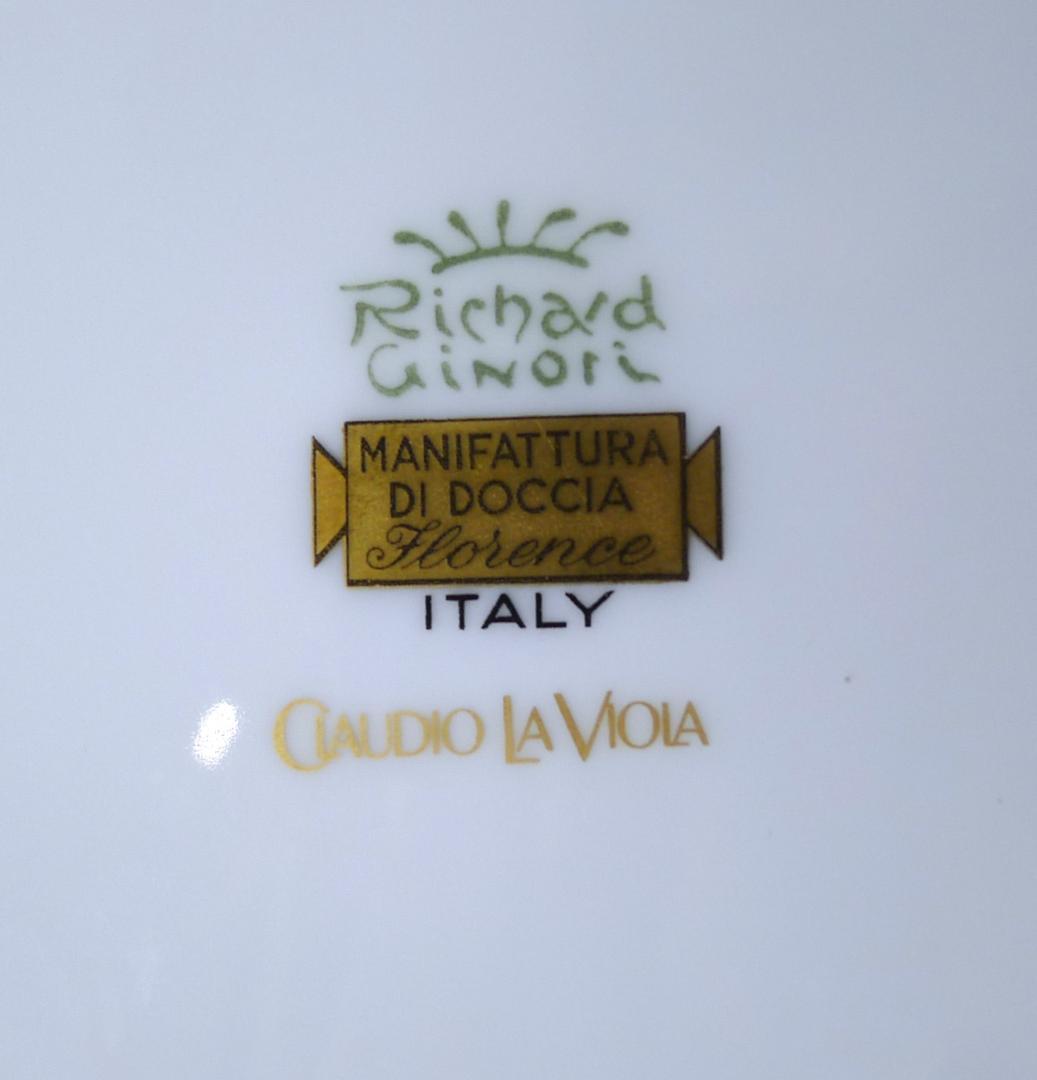 Richard
GINORI
MANIFATTURA
DI DOCCIA
Florence
ITALY
CLAUDIO LA VIOLA